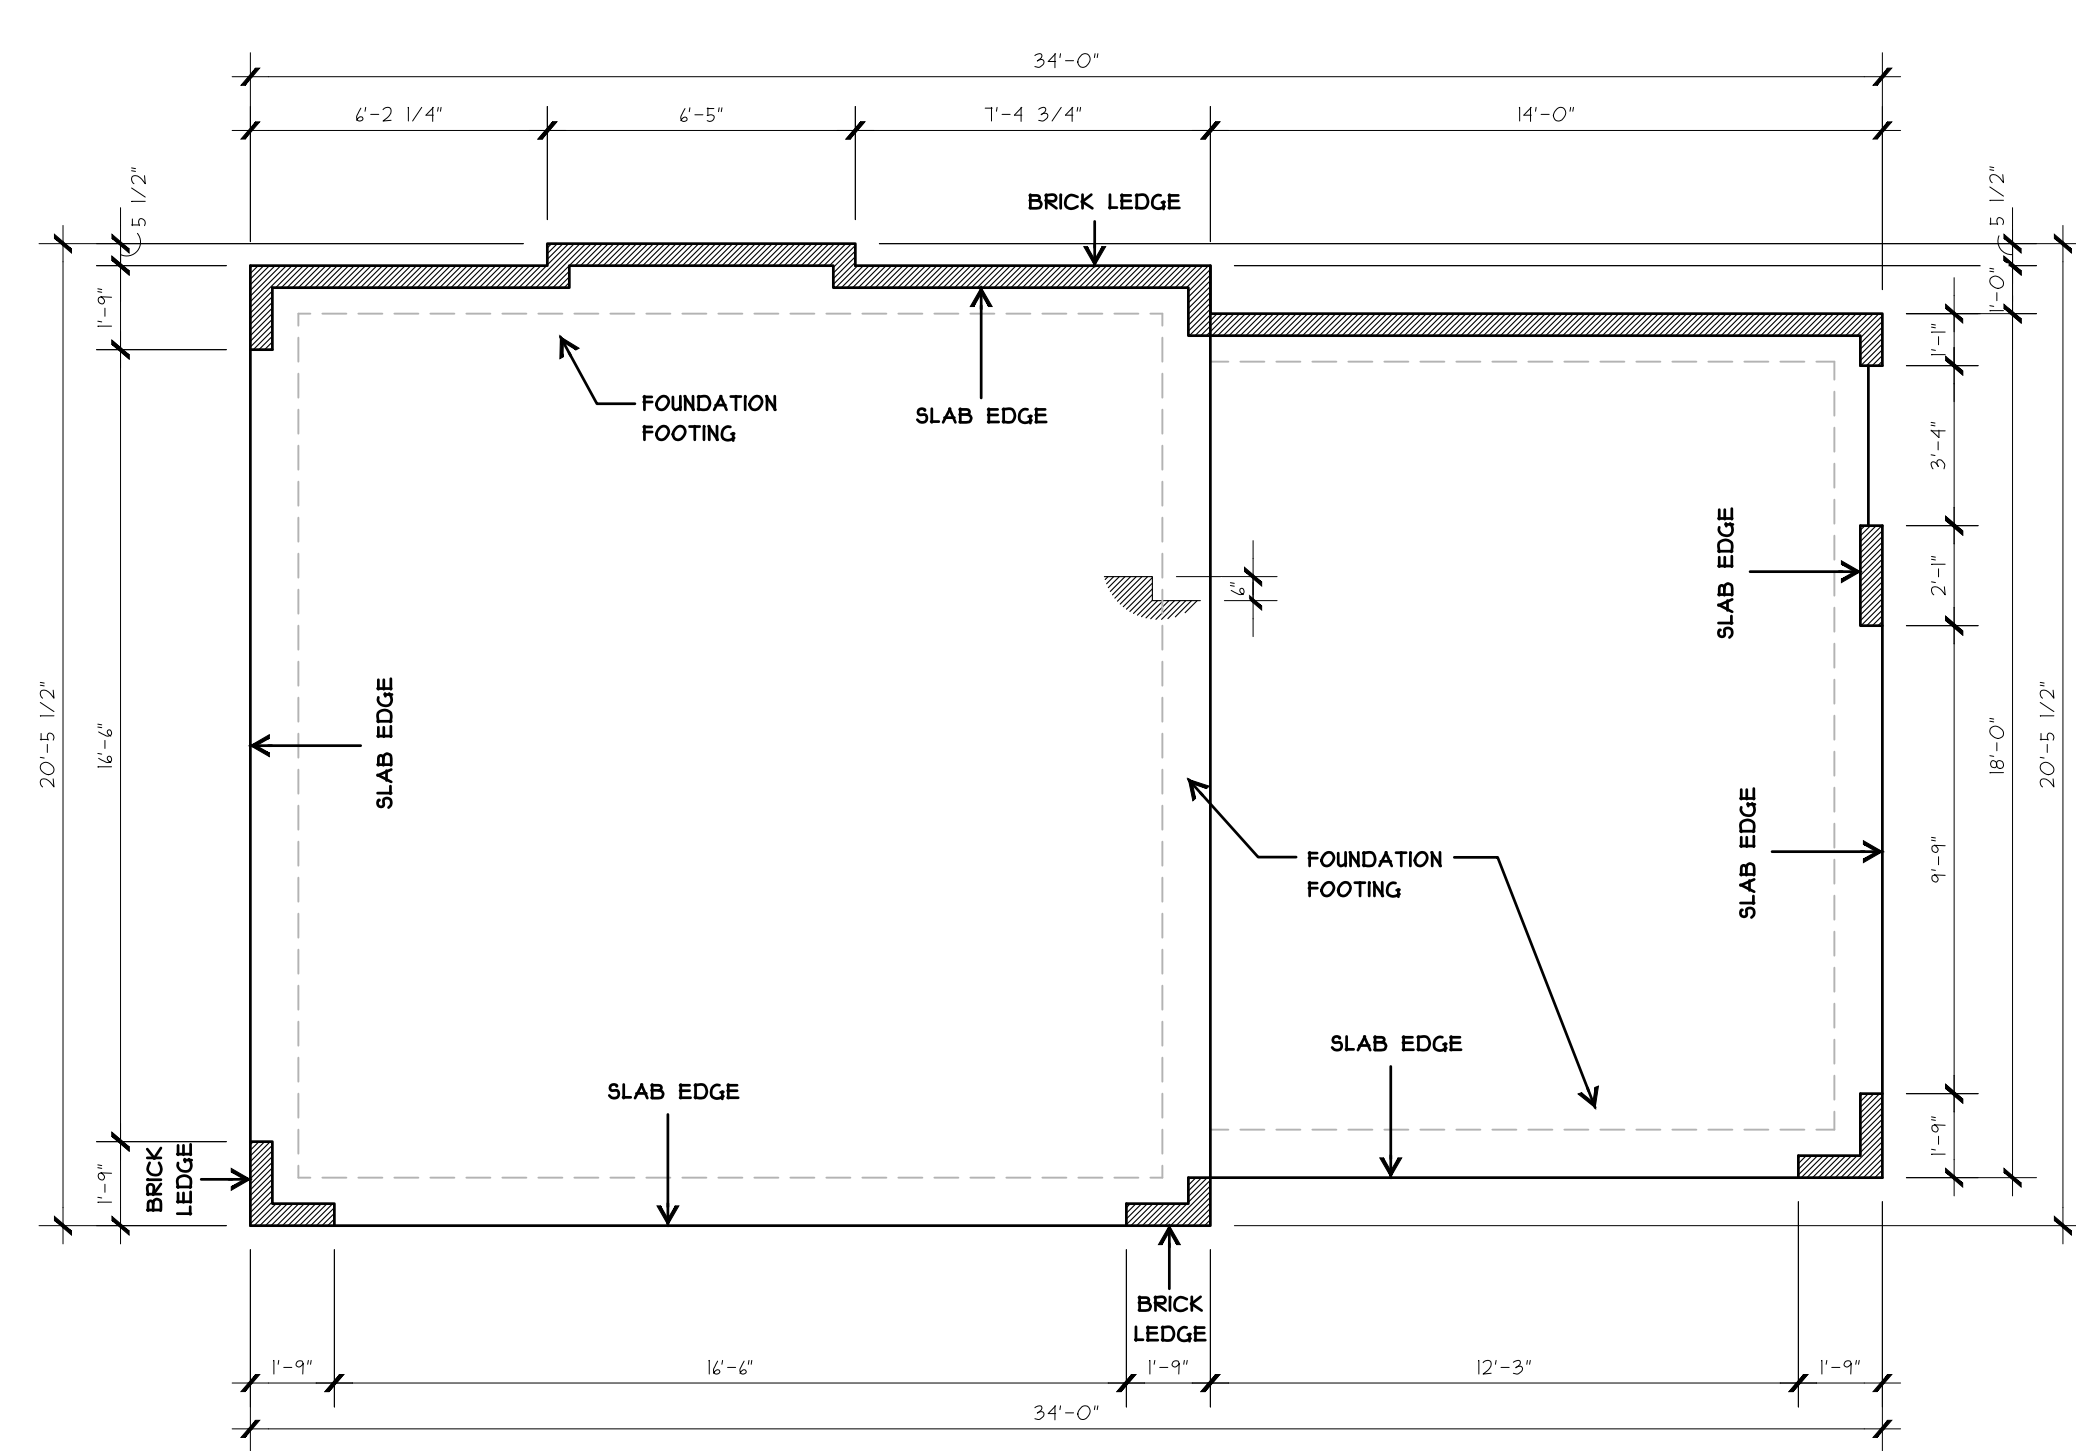 34'-0"
6'-2 1/4"
6'-5"
7'-4 3/4"
14'-0"
5 1/2"
5 1/2"
BRICK LEDGE
1'-9"
1'-0"
1'-1"
FOUNDATION
FOOTING
SLAB EDGE
3'-4"
SLAB EDGE
6"
2'-1"
20'-5 1/2"
16'-6"
SLAB EDGE
18'-0"
20'-5 1/2"
SLAB EDGE
FOUNDATION
FOOTING
9'-9"
SLAB EDGE
SLAB EDGE
1'-9"
BRICK
LEDGE
1'-9"
BRICK
LEDGE
1'-9"
16'-6"
1'-9"
12'-3"
1'-9"
34'-0"